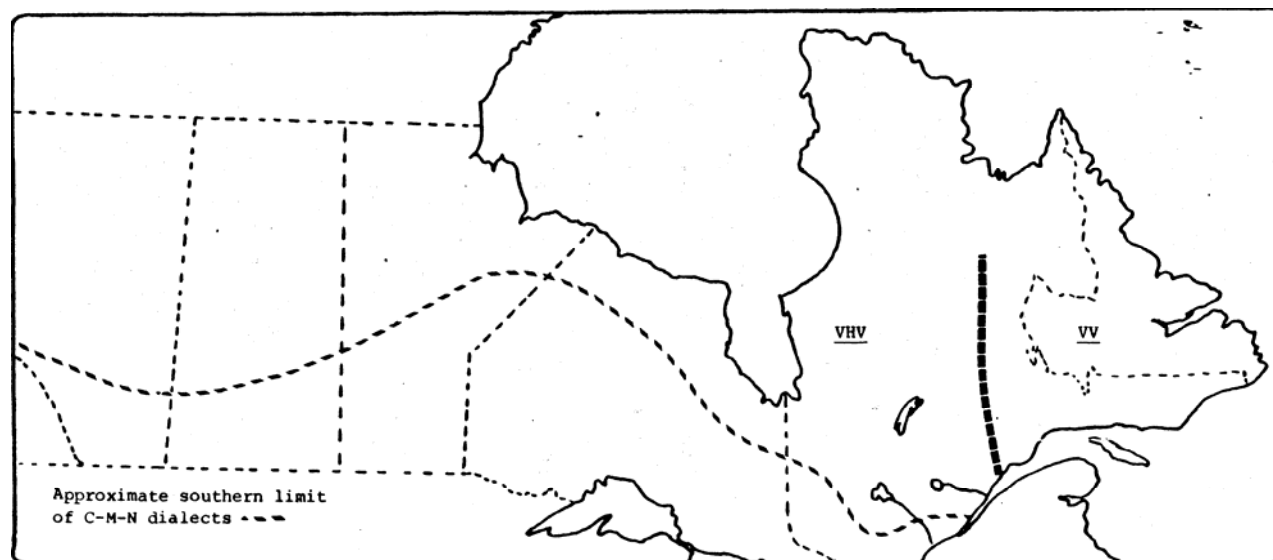 VHV
VV
Approximate southern limit
of C-M-N dialects